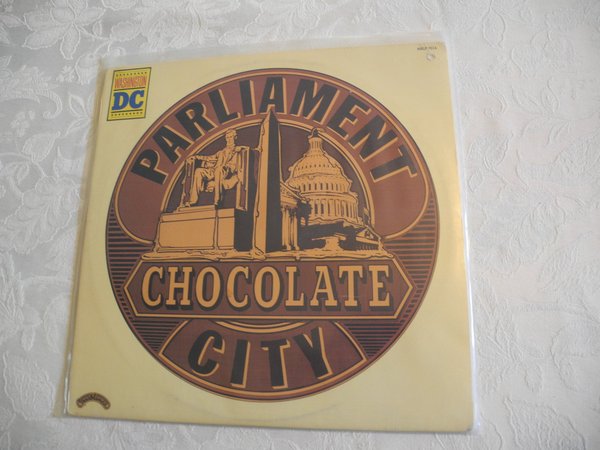 WASHINGTON
DC
PARLIAMENT
CHOCOLATE
CITY